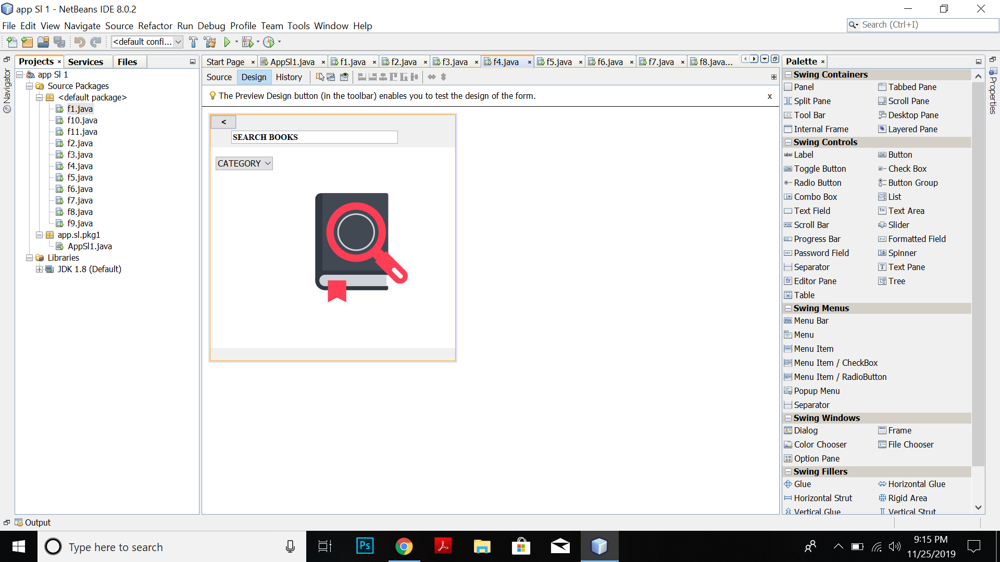 app Sl 1 - NetBeans IDE 8.0.2
File Edit View Navigate Source Refactor Run Debug Profile Team Tools Window Help
Search (Ctrl+I)
<default confi...
Projects
Services
Files
Start Page
AppSl1.java
f1.java
f2.java
f3.java
f4.java
f5.java
f6.java
f7.java
f8.java...
Palette
Navigator
Properties
Source Design History
The Preview Design button (in the toolbar) enables you to test the design of the form.
x
app Sl 1
Source Packages
<default package>
f1.java
f10.java
f11.java
f2.java
f3.java
f4.java
f5.java
f6.java
f7.java
f8.java
f9.java
app.sl.pkg1
AppSl1.java
Libraries
JDK 1.8 (Default)
<
SEARCH BOOKS
CATEGORY
Swing Containers
Panel Tabbed Pane
Split Pane Scroll Pane
Tool Bar Desktop Pane
Internal Frame Layered Pane
Swing Controls
label Label OK Button
ON Toggle Button Check Box
Radio Button Button Group
Combo Box List
Text Field Text Area
Scroll Bar Slider
Progress Bar Formatted Field
Password Field Spinner
Separator Text Pane
Editor Pane Tree
Table
Swing Menus
File Menu Bar
Menu
Menu Item
Menu Item / CheckBox
Menu Item / RadioButton
Popup Menu
Separator
Swing Windows
Dialog Frame
Color Chooser File Chooser
Option Pane
Swing Fillers
Glue Horizontal Glue
Horizontal Strut Rigid Area
Vertical Glue Vertical Strut
Output
Type here to search
Ps
9:15 PM
11/25/2019